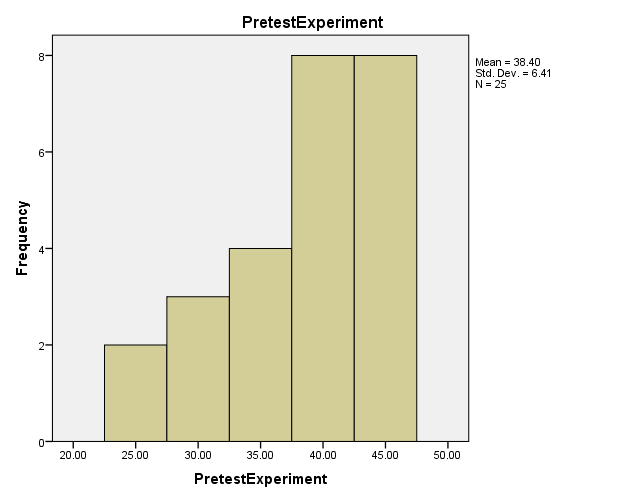 PretestExperiment
Mean = 38.40
Std. Dev. = 6.41
N = 25
Frequency
8
6
4
2
0
20.00 25.00 30.00 35.00 40.00 45.00 50.00
PretestExperiment